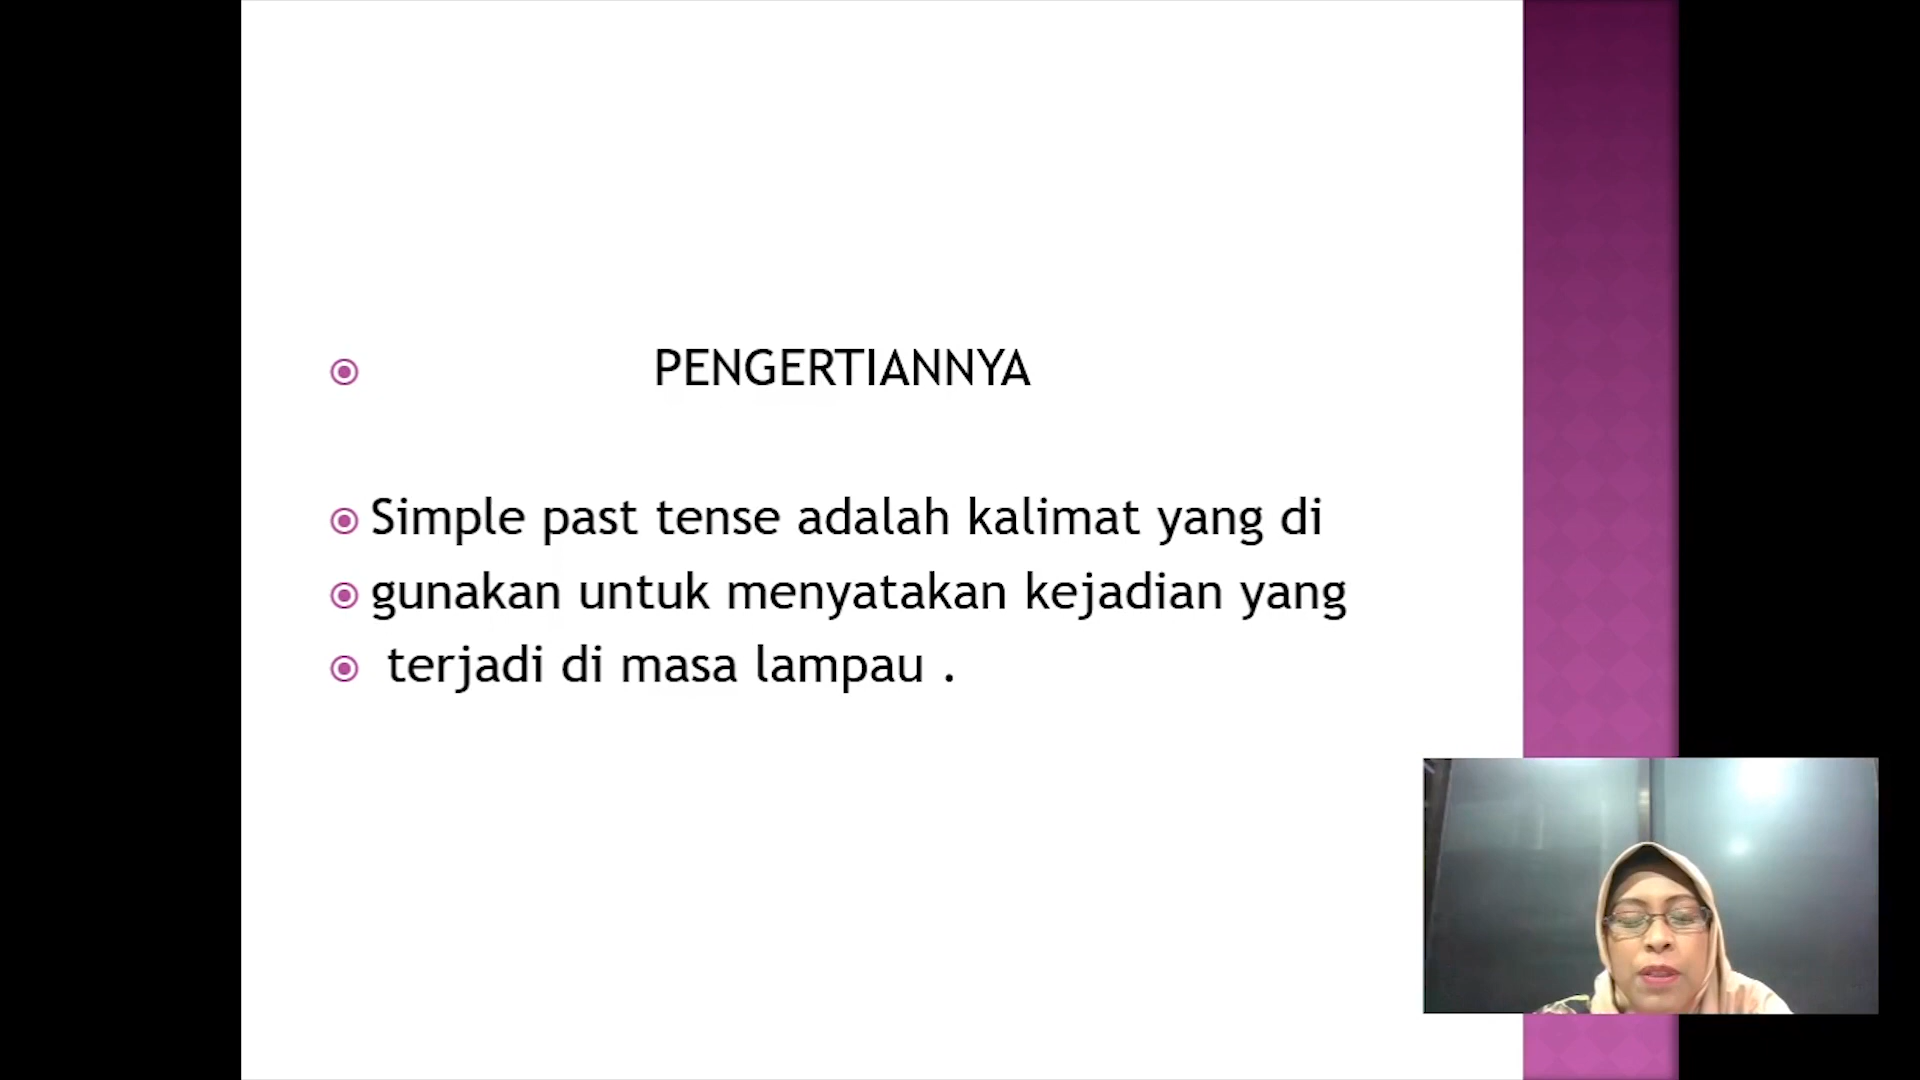 PENGERTIANNYA
Simple past tense adalah kalimat yang di
gunakan untuk menyatakan kejadian yang
terjadi di masa lampau .